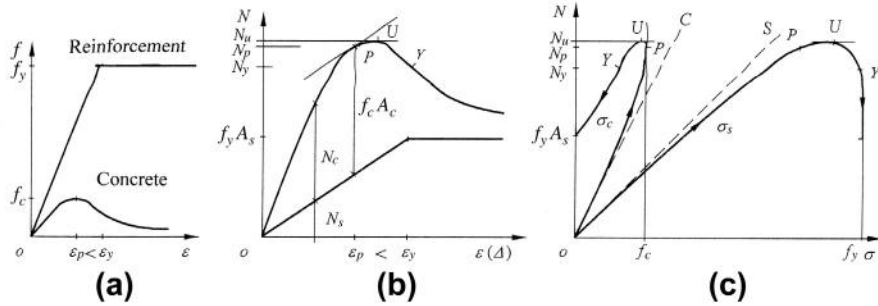 f
f_y
Reinforcement
Concrete
f_c
o
ε_p < ε_y
ε
(a)
N
N_u
N_p
N_y
U
P
Y
f_c A_c
f_y A_s
N_c
N_s
o
ε_p < ε_y
ε(Δ)
(b)
N
N_u
N_p
N_y
U
C
P
Y
S
P
U
Y
f_y A_s
σ_c
σ_s
o
f_c
f_y
σ
(c)